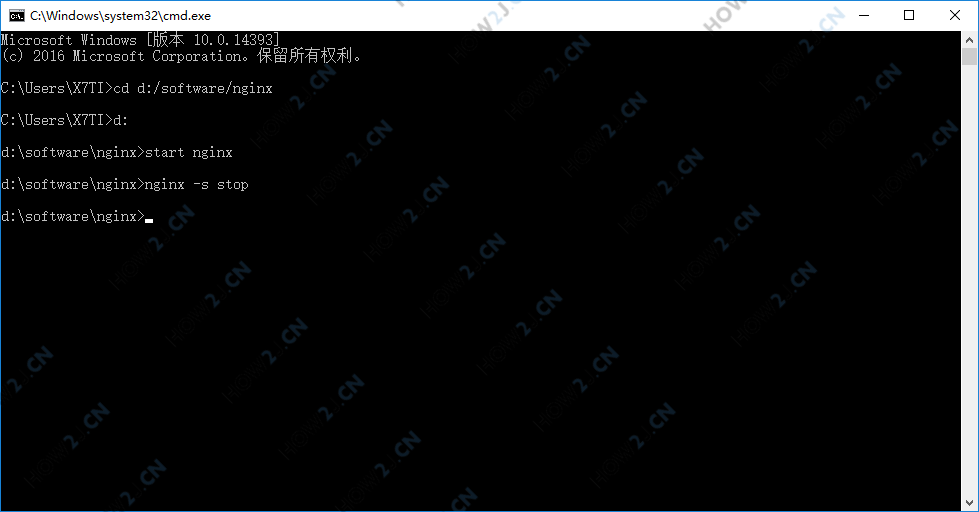 C:\Windows\system32\cmd.exe
Microsoft Windows [版本 10.0.14393]
(c) 2016 Microsoft Corporation。保留所有权利。
C:\Users\X7TI>cd d:/software/nginx
C:\Users\X7TI>d:
d:\software\nginx>start nginx
d:\software\nginx>nginx -s stop
d:\software\nginx>